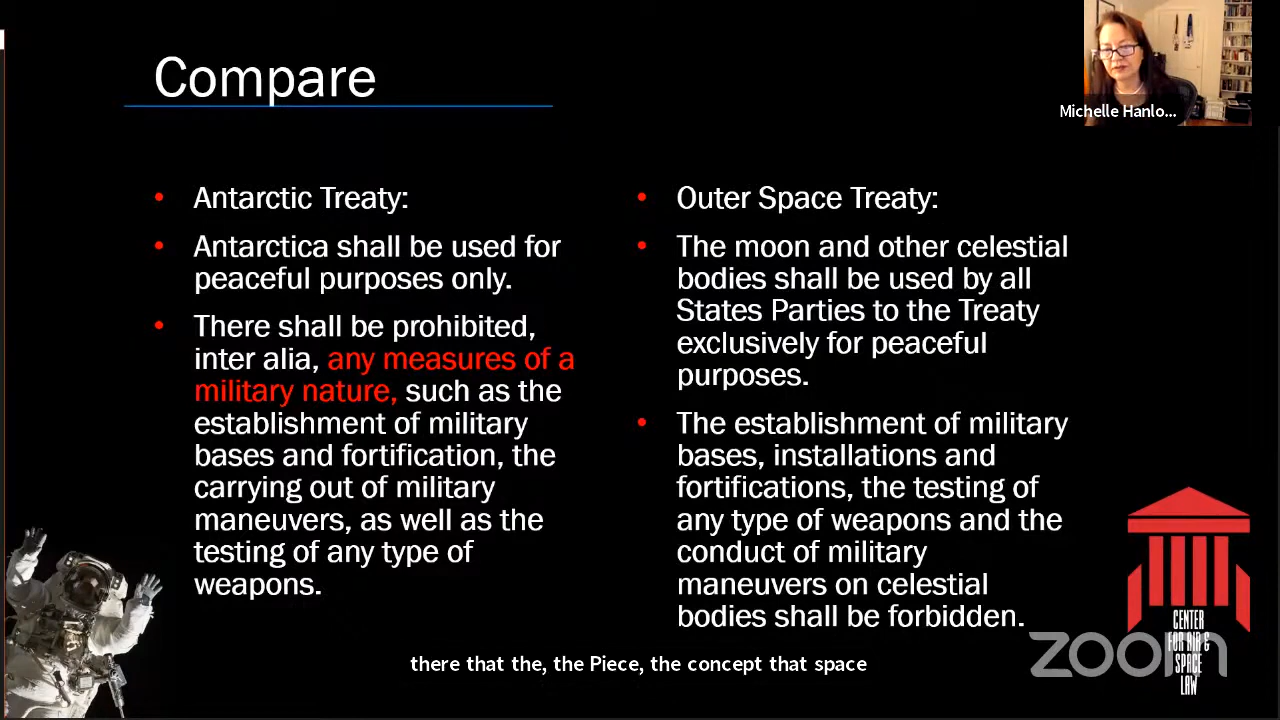 Compare
Michelle Hanlo...
Antarctic Treaty:
Antarctica shall be used for
peaceful purposes only.
There shall be prohibited,
inter alia, any measures of a
military nature, such as the
establishment of military
bases and fortification, the
carrying out of military
maneuvers, as well as the
testing of any type of
weapons.
Outer Space Treaty:
The moon and other celestial
bodies shall be used by all
States Parties to the Treaty
exclusively for peaceful
purposes.
The establishment of military
bases, installations and
fortifications, the testing of
any type of weapons and the
conduct of military
maneuvers on celestial
bodies shall be forbidden.
CENTER
FOR AIR &
SPACE
LAW
zoom
there that the, the Piece, the concept that space